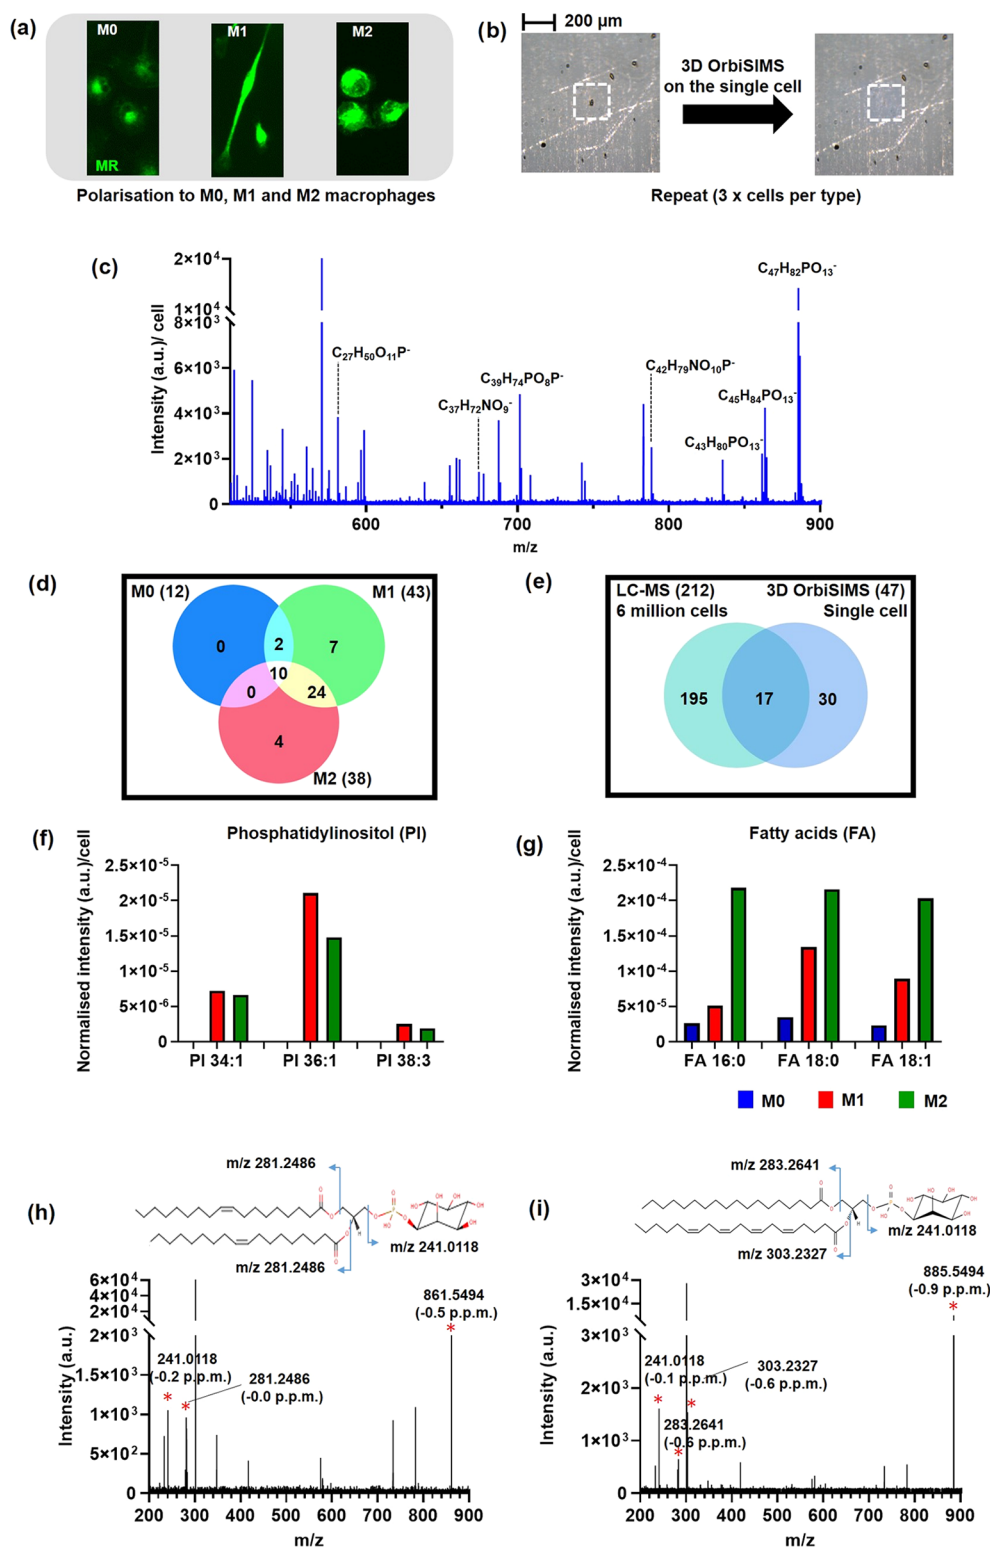 (a)
M0
M1
M2
MR
Polarisation to M0, M1 and M2 macrophages
(b)
200 µm
3D OrbiSIMS
on the single cell
Repeat (3 x cells per type)
(c)
Intensity (a.u.)/ cell
2×10⁴
1×10⁴
8×10³
6×10³
4×10³
2×10³
0
C₂₇H₅₀O₁₁P⁻
C₃₇H₇₂NO₉⁻
C₃₉H₇₄PO₈P⁻
C₄₂H₇₉NO₁₀P⁻
C₄₃H₈₀PO₁₃⁻
C₄₅H₈₄PO₁₃⁻
C₄₇H₈₂PO₁₃⁻
600 700 800 900
m/z
(d)
M0 (12)
M1 (43)
0 2 7
10
0 24
4
M2 (38)
(e)
LC-MS (212) 3D OrbiSIMS (47)
6 million cells Single cell
195 17 30
(f)
Phosphatidylinositol (PI)
Normalised intensity (a.u.)/cell
2.5×10⁻⁵
2×10⁻⁵
1.5×10⁻⁵
1×10⁻⁵
5×10⁻⁶
0
PI 34:1 PI 36:1 PI 38:3
(g)
Fatty acids (FA)
Normalised intensity (a.u.)/cell
2.5×10⁻⁴
2×10⁻⁴
1.5×10⁻⁴
1×10⁻⁴
5×10⁻⁵
0
FA 16:0 FA 18:0 FA 18:1
M0 M1 M2
(h)
m/z 281.2486
m/z 241.0118
m/z 281.2486
Intensity (a.u.)
6×10⁴
4×10⁴
2×10⁴
2×10³
1.5×10³
1×10³
5×10²
0
241.0118
(-0.2 p.p.m.)
281.2486
(-0.0 p.p.m.)
861.5494
(-0.5 p.p.m.)
200 300 400 500 600 700 800 900
m/z
(i)
m/z 283.2641
m/z 241.0118
m/z 303.2327
Intensity (a.u.)
3×10⁴
1.5×10⁴
3×10³
2×10³
1×10³
0
241.0118
(-0.1 p.p.m.)
303.2327
(-0.6 p.p.m.)
283.2641
(-0.6 p.p.m.)
885.5494
(-0.9 p.p.m.)
200 300 400 500 600 700 800 900
m/z